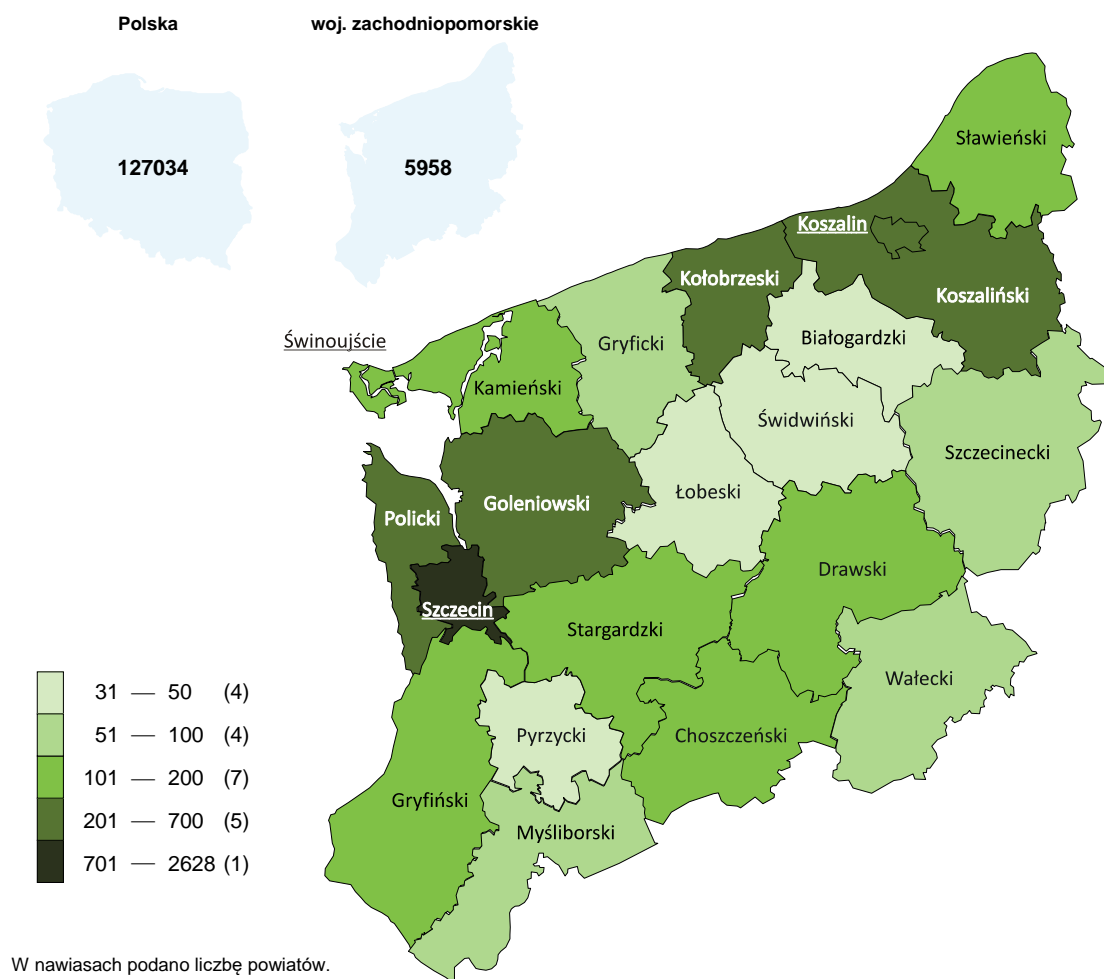 Polska
woj. zachodniopomorskie
127034
5958
Sławieński
Koszalin
Kołobrzeski
Koszaliński
Świnoujście
Gryficki
Białogardzki
Kamieński
Świdwiński
Szczecinecki
Łobeski
Goleniowski
Policki
Drawski
Szczecin
Stargardzki
Wałecki
Pyrzycki
Choszczeński
Gryfiński
Myśliborski
31 — 50 (4)
51 — 100 (4)
101 — 200 (7)
201 — 700 (5)
701 — 2628 (1)
W nawiasach podano liczbę powiatów.